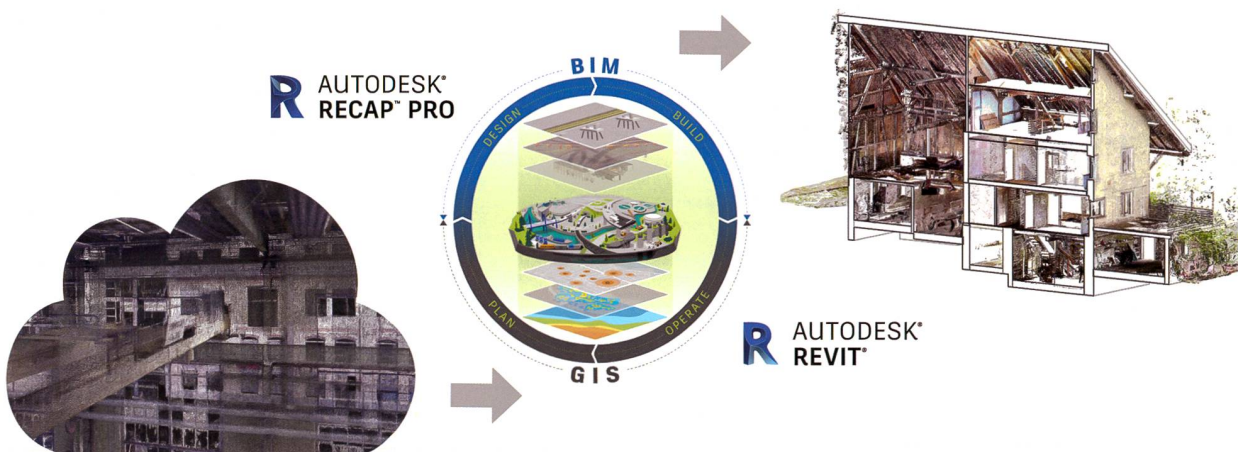 AUTODESK®
RECAP™ PRO
BIM
DESIGN
BUILD
PLAN
OPERATE
GIS
AUTODESK®
REVIT®